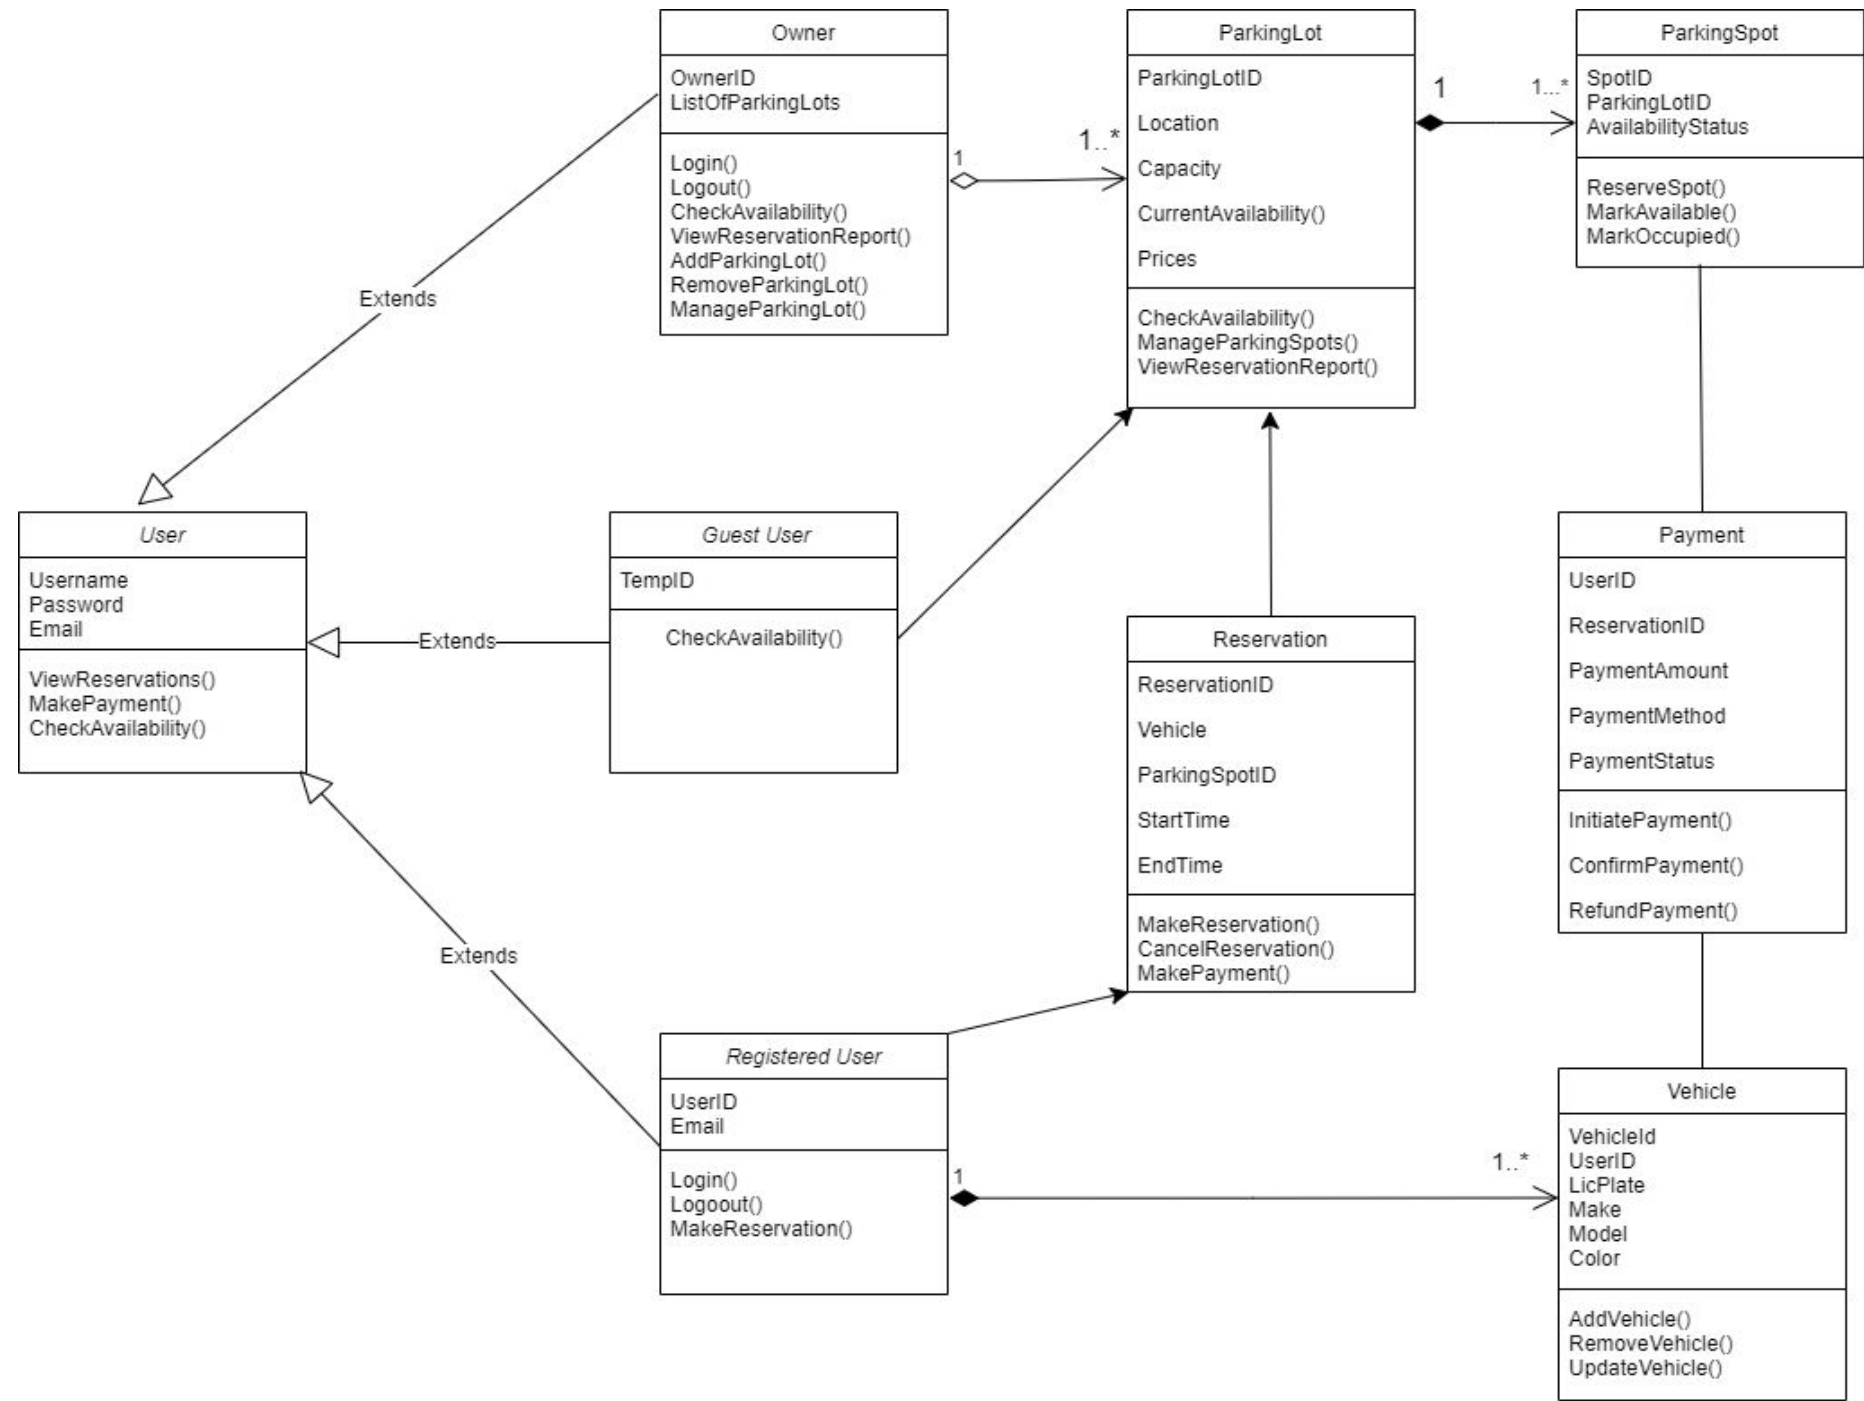 Owner
OwnerID
ListOfParkingLots
Login()
Logout()
CheckAvailability()
ViewReservationReport()
AddParkingLot()
RemoveParkingLot()
ManageParkingLot()
1
1..*
ParkingLot
ParkingLotID
Location
Capacity
CurrentAvailability()
Prices
CheckAvailability()
ManageParkingSpots()
ViewReservationReport()
1
1...*
ParkingSpot
SpotID
ParkingLotID
AvailabilityStatus
ReserveSpot()
MarkAvailable()
MarkOccupied()
Extends
User
Username
Password
Email
ViewReservations()
MakePayment()
CheckAvailability()
Extends
Guest User
TempID
CheckAvailability()
Reservation
ReservationID
Vehicle
ParkingSpotID
StartTime
EndTime
MakeReservation()
CancelReservation()
MakePayment()
Payment
UserID
ReservationID
PaymentAmount
PaymentMethod
PaymentStatus
InitiatePayment()
ConfirmPayment()
RefundPayment()
Extends
Registered User
UserID
Email
Login()
Logoout()
MakeReservation()
1
1..*
Vehicle
VehicleId
UserID
LicPlate
Make
Model
Color
AddVehicle()
RemoveVehicle()
UpdateVehicle()